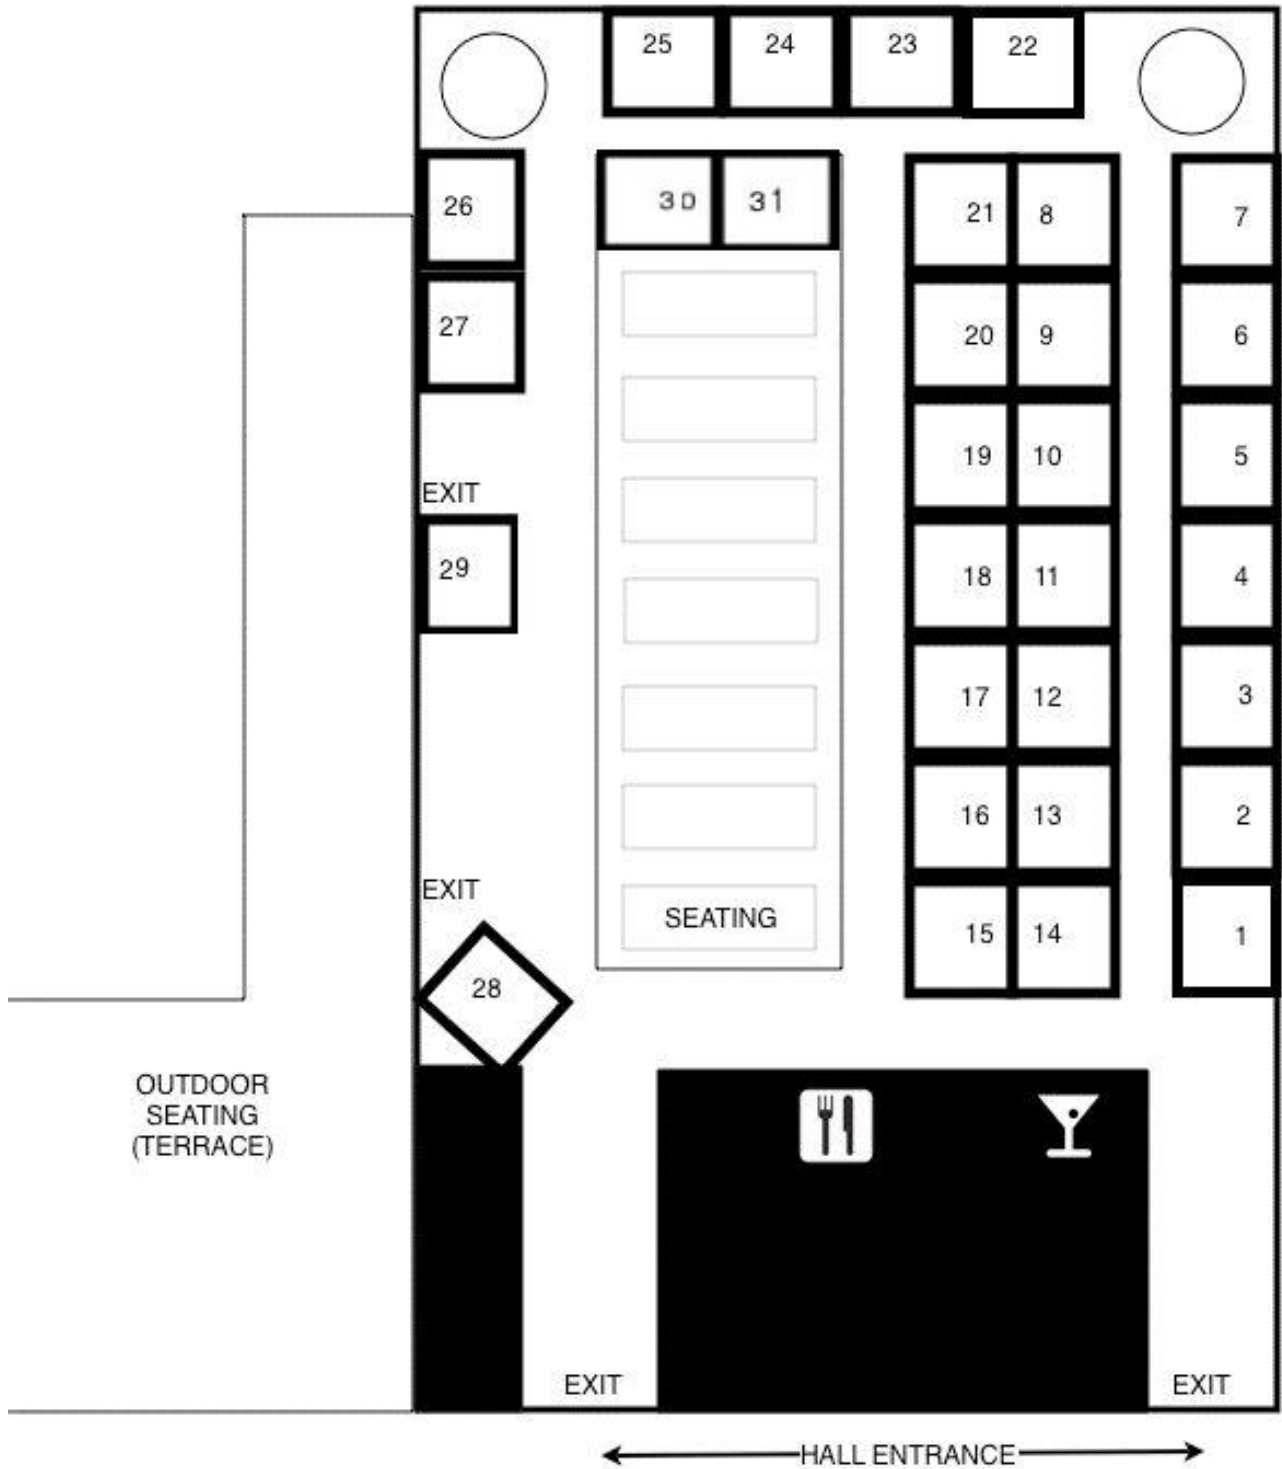 25 24 23 22
26 3D 31 21 8 7
27 20 9 6
19 10 5
EXIT
29 18 11 4
17 12 3
16 13 2
EXIT
SEATING 15 14 1
28
OUTDOOR
SEATING
(TERRACE)
EXIT EXIT
HALL ENTRANCE